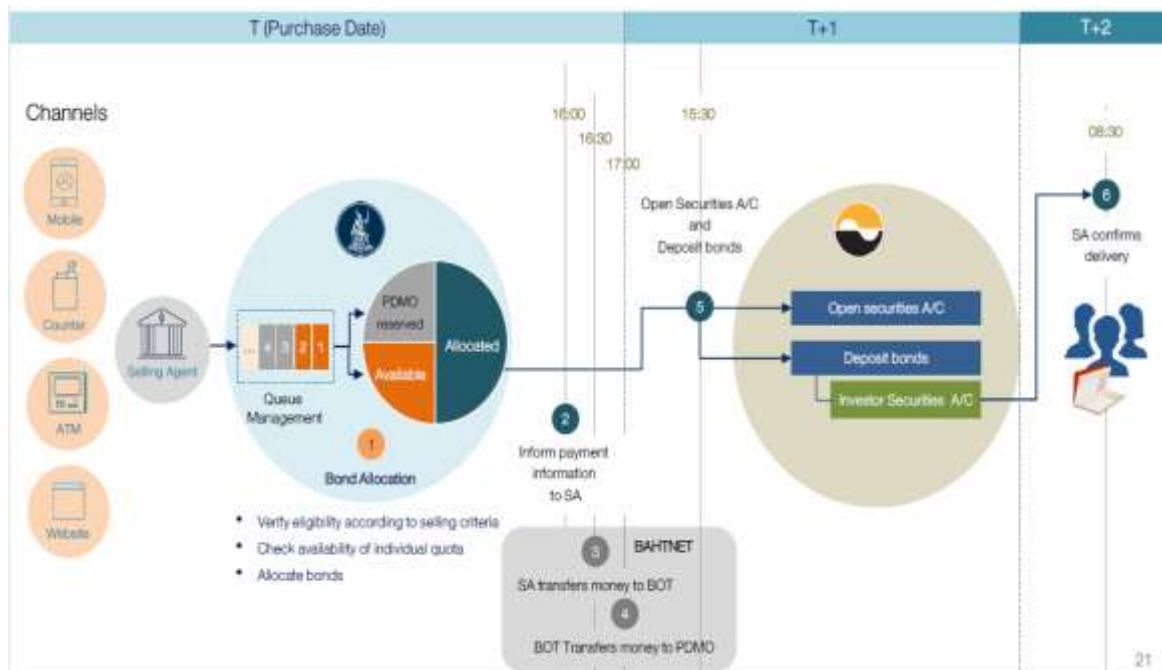 T (Purchase Date)
T+1
T+2
Channels
16:00
16:30
17:00
15:30
08:30
Mobile
Counter
ATM
Website
Selling Agent
... 4 3 2 1
Queue
Management
PDMO
reserved
Available
Allocated
1
Bond Allocation
• Verify eligibility according to selling criteria
• Check availability of individual quota
• Allocate bonds
2
Inform payment
information
to SA
BAHTNET
3
SA transfers money to BOT
4
BOT Transfers money to PDMO
Open Securities A/C
and
Deposit bonds
5
Open securities A/C
Deposit bonds
Investor Securities A/C
6
SA confirms
delivery
21